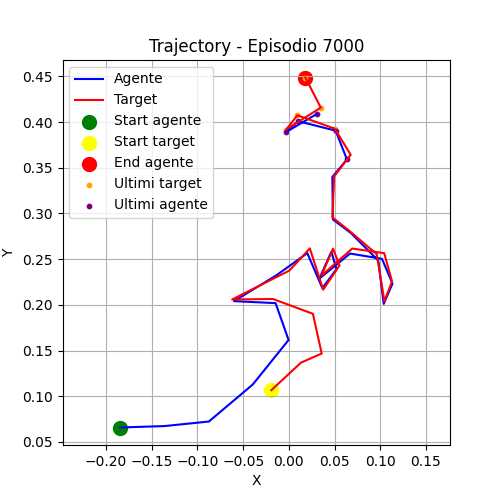 Trajectory - Episodio 7000
Agente
Target
Start agente
Start target
End agente
Ultimi target
Ultimi agente
Y
0.45
0.40
0.35
0.30
0.25
0.20
0.15
0.10
0.05
−0.20 −0.15 −0.10 −0.05 0.00 0.05 0.10 0.15
X